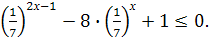 (1/7)^{2x−1} − 8 · (1/7)^x + 1 ≤ 0.